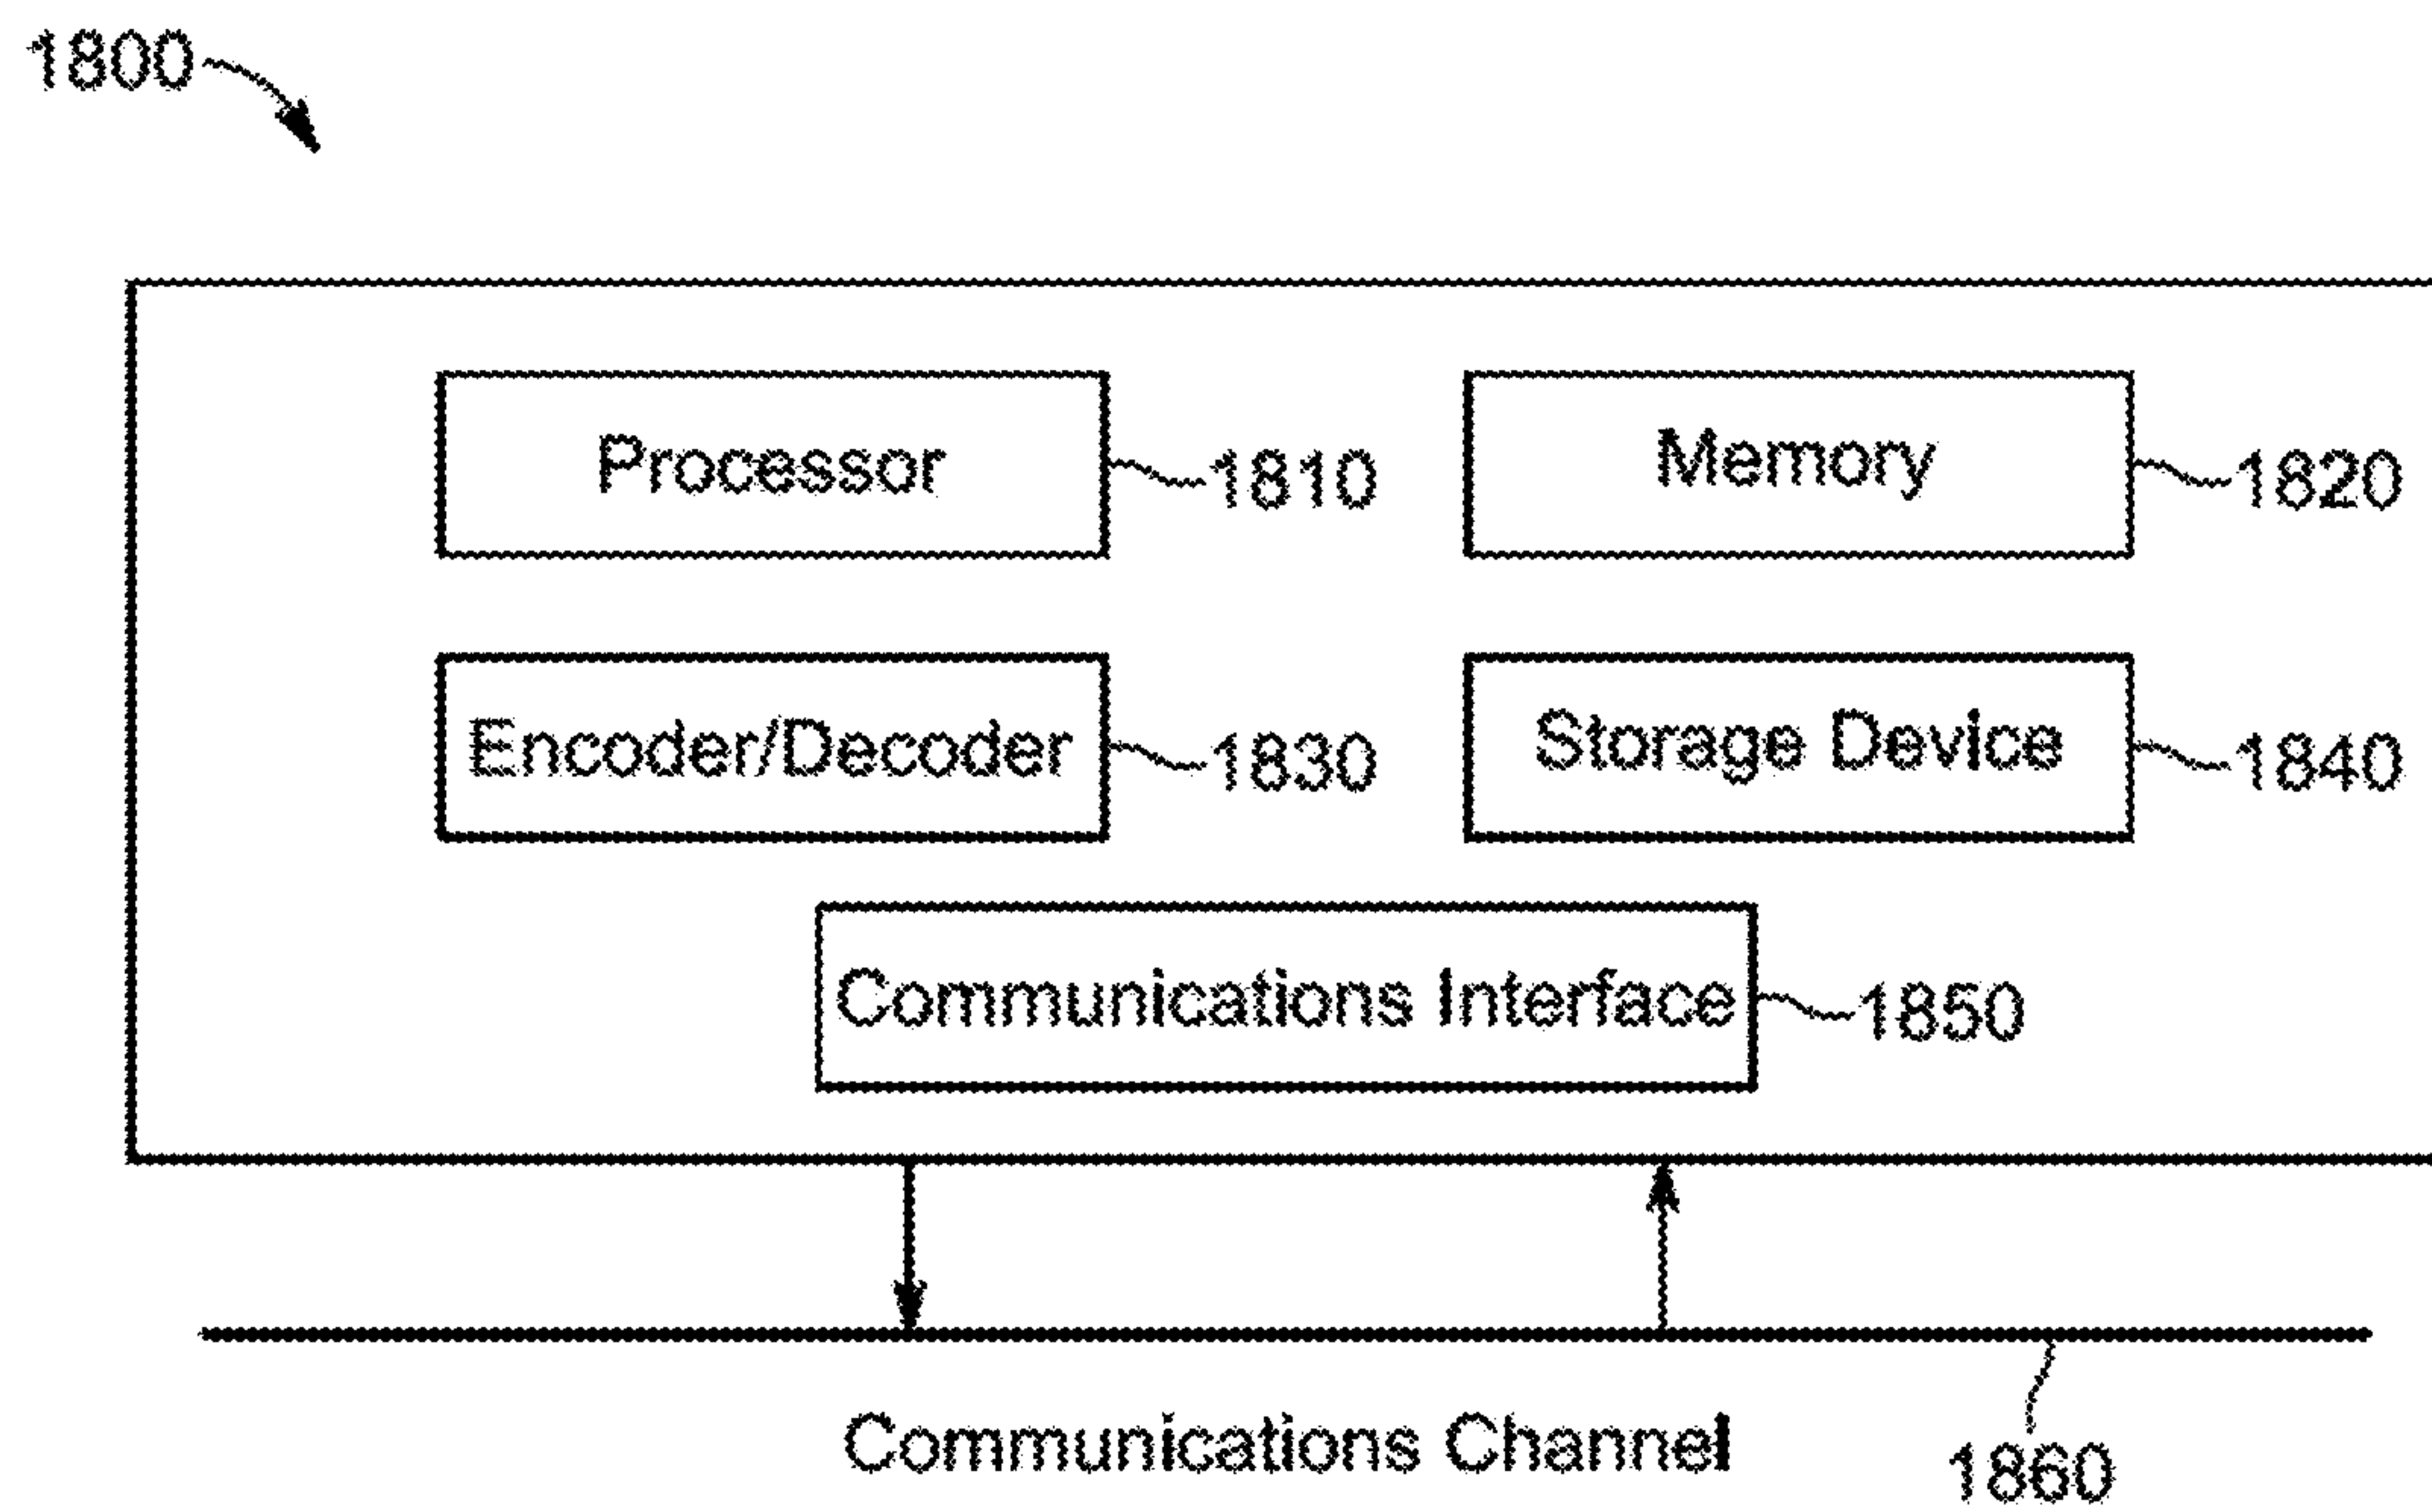 1800
Processor 1810
Memory 1820
Encoder/Decoder 1830
Storage Device 1840
Communications Interface 1850
Communications Channel
1860